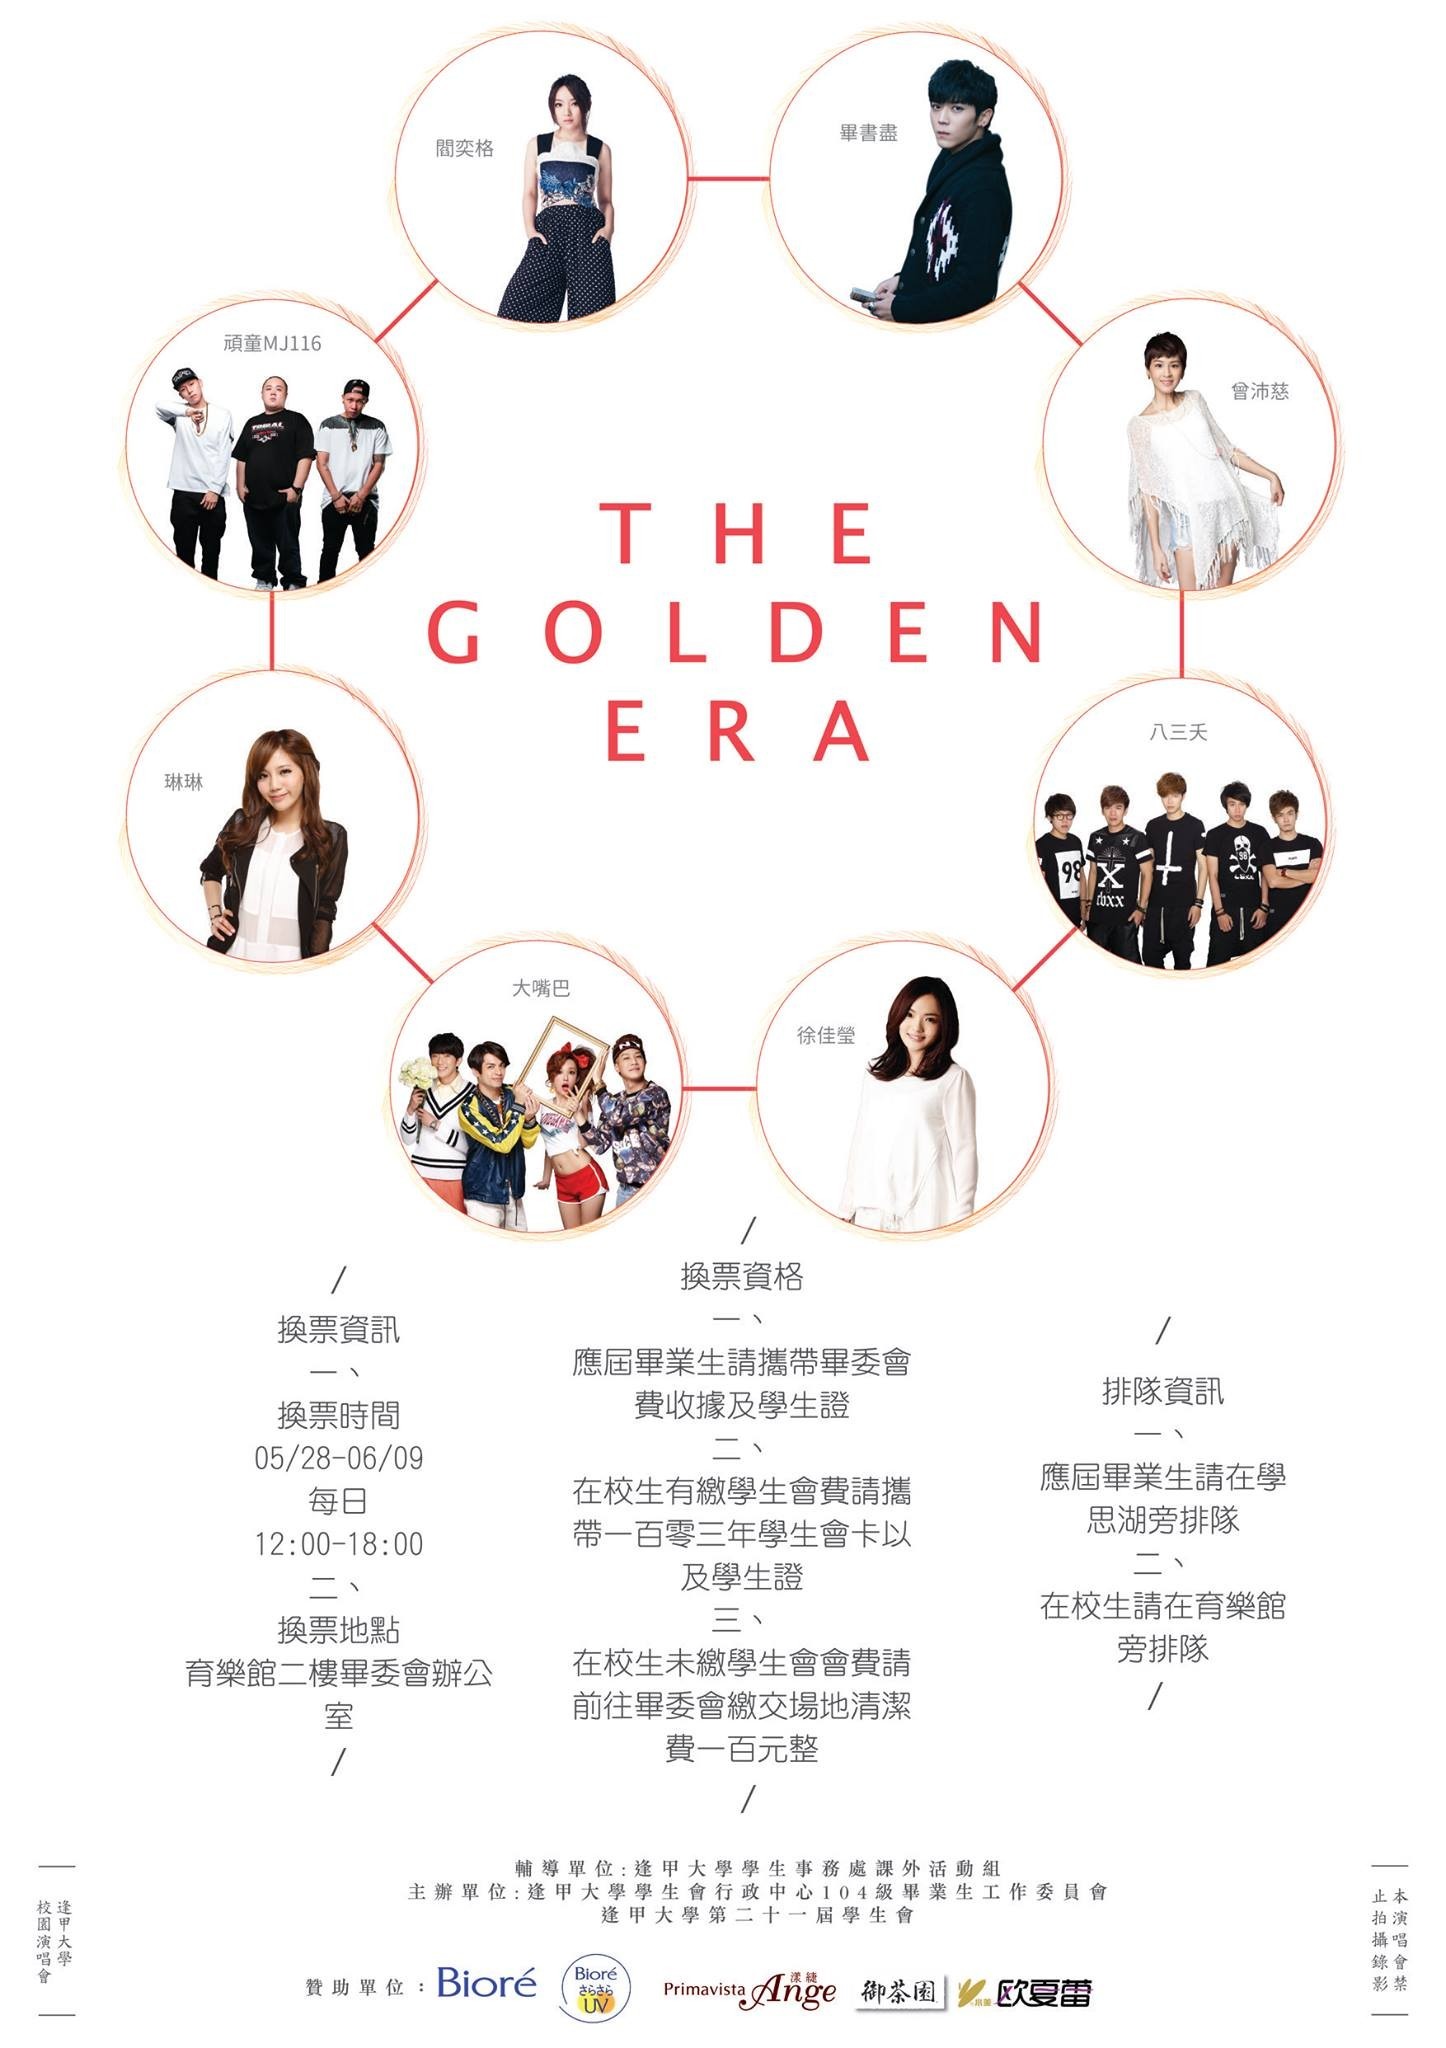 閻奕格
畢書盡
頑童MJ116
曾沛慈
THE
GOLDEN
ERA
八三夭
琳琳
大嘴巴
徐佳瑩
TRIBAL
98
X
cbxx
98
/
換票資訊
一、
換票時間
05/28-06/09
每日
12:00-18:00
二、
換票地點
育樂館二樓畢委會辦公
室
/
/
換票資格
一、
應屆畢業生請攜帶畢委會
費收據及學生證
二、
在校生有繳學生會費請攜
帶一百零三年學生會卡以
及學生證
三、
在校生未繳學生會會費請
前往畢委會繳交場地清潔
費一百元整
/
/
排隊資訊
一、
應屆畢業生請在學
思湖旁排隊
二、
在校生請在育樂館
旁排隊
/
輔導單位:逢甲大學學生事務處課外活動組
主辦單位:逢甲大學學生會行政中心104級畢業生工作委員會
逢甲大學第二十一屆學生會
逢甲大學
校園演唱會
本演唱會禁
止拍攝錄影
贊助單位：
Bioré
Bioré
さらさら
UV
Primavista
漾緁
Ange
御茶園
小美
欧夏蕾